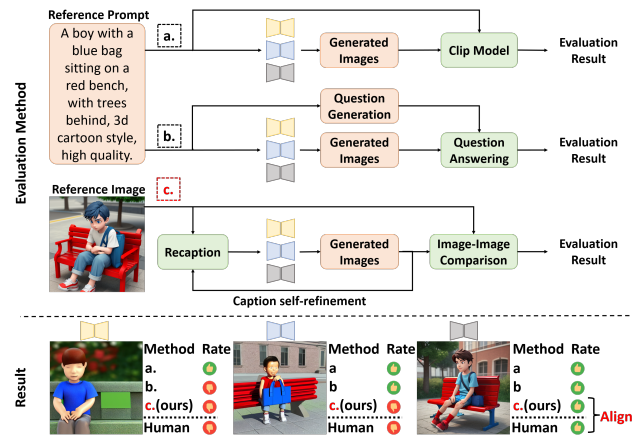 Evaluation Method
Reference Prompt
A boy with a
blue bag
sitting on a
red bench,
with trees
behind, 3d
cartoon style,
high quality.
a.
Generated
Images
Clip Model
Evaluation
Result
b.
Question
Generation
Generated
Images
Question
Answering
Evaluation
Result
Reference Image
c.
Recaption
Generated
Images
Image-Image
Comparison
Evaluation
Result
Caption self-refinement
Result
Method Rate
a.
b.
c.(ours)
Human
Method Rate
a
b
c.(ours)
Human
Method Rate
a
b
c.(ours)
Human
Align